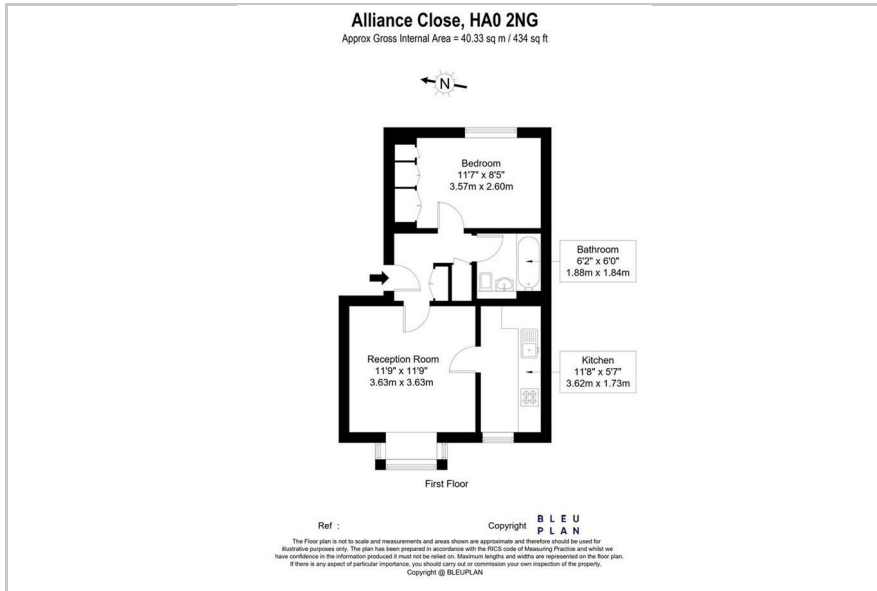 Alliance Close, HA0 2NG
Approx Gross Internal Area = 40.33 sq m / 434 sq ft
N
Bedroom
11'7" x 8'5"
3.57m x 2.60m
Bathroom
6'2" x 6'0"
1.88m x 1.84m
Reception Room
11'9" x 11'9"
3.63m x 3.63m
Kitchen
11'8" x 5'7"
3.62m x 1.73m
First Floor
Ref :
Copyright
BLEU
PLAN
The Floor plan is not to scale and measurements and areas shown are approximate and therefore should be used for
illustrative purposes only. The plan has been prepared in accordance with the RICS code of Measuring Practice and whilst we
have confidence in the information produced it must not be relied on. Maximum lengths and widths are represented on the floor plan.
If there is any aspect of particular importance, you should carry out or commission your own inspection of the property.
Copyright @ BLEUPLAN